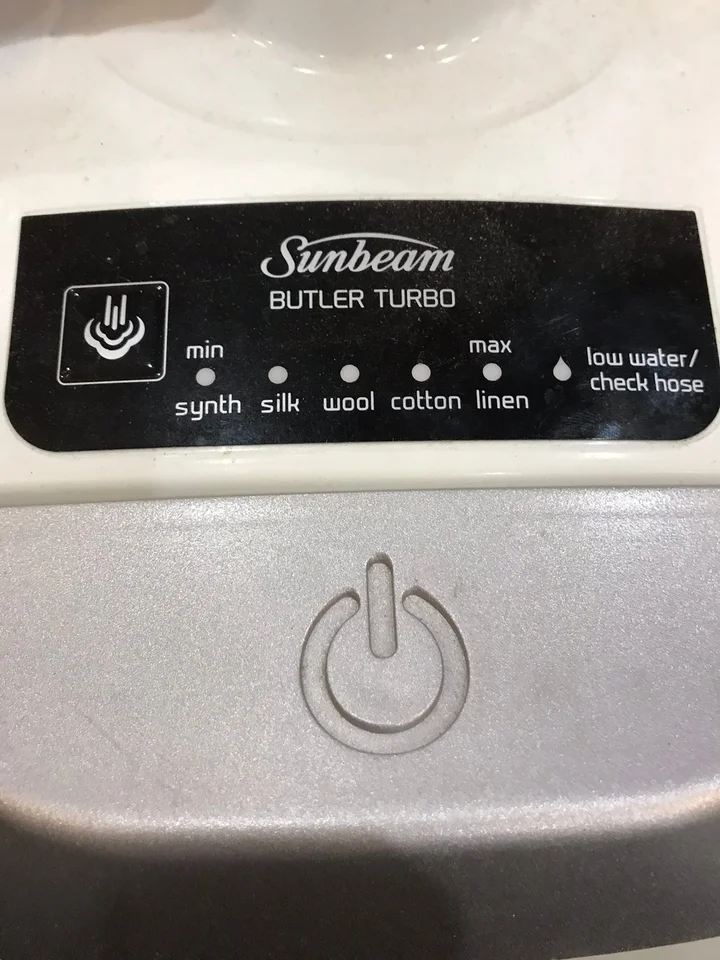 Sunbeam
BUTLER TURBO
min max
synth silk wool cotton linen
low water/
check hose